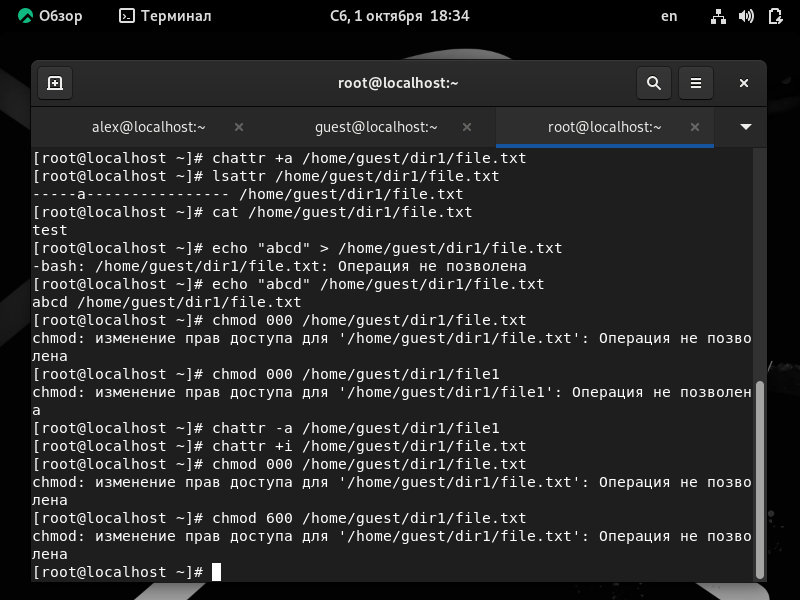 Обзор Терминал Сб, 1 октября 18:34 en
root@localhost:~
alex@localhost:~ × guest@localhost:~ × root@localhost:~ ×
[root@localhost ~]# chattr +a /home/guest/dir1/file.txt
[root@localhost ~]# lsattr /home/guest/dir1/file.txt
-----a---------------- /home/guest/dir1/file.txt
[root@localhost ~]# cat /home/guest/dir1/file.txt
test
[root@localhost ~]# echo "abcd" > /home/guest/dir1/file.txt
-bash: /home/guest/dir1/file.txt: Операция не позволена
[root@localhost ~]# echo "abcd" /home/guest/dir1/file.txt
abcd /home/guest/dir1/file.txt
[root@localhost ~]# chmod 000 /home/guest/dir1/file.txt
chmod: изменение прав доступа для '/home/guest/dir1/file.txt': Операция не позво
лена
[root@localhost ~]# chmod 000 /home/guest/dir1/file1
chmod: изменение прав доступа для '/home/guest/dir1/file1': Операция не позволен
а
[root@localhost ~]# chattr -a /home/guest/dir1/file1
[root@localhost ~]# chattr +i /home/guest/dir1/file.txt
[root@localhost ~]# chmod 000 /home/guest/dir1/file.txt
chmod: изменение прав доступа для '/home/guest/dir1/file.txt': Операция не позво
лена
[root@localhost ~]# chmod 600 /home/guest/dir1/file.txt
chmod: изменение прав доступа для '/home/guest/dir1/file.txt': Операция не позво
лена
[root@localhost ~]#